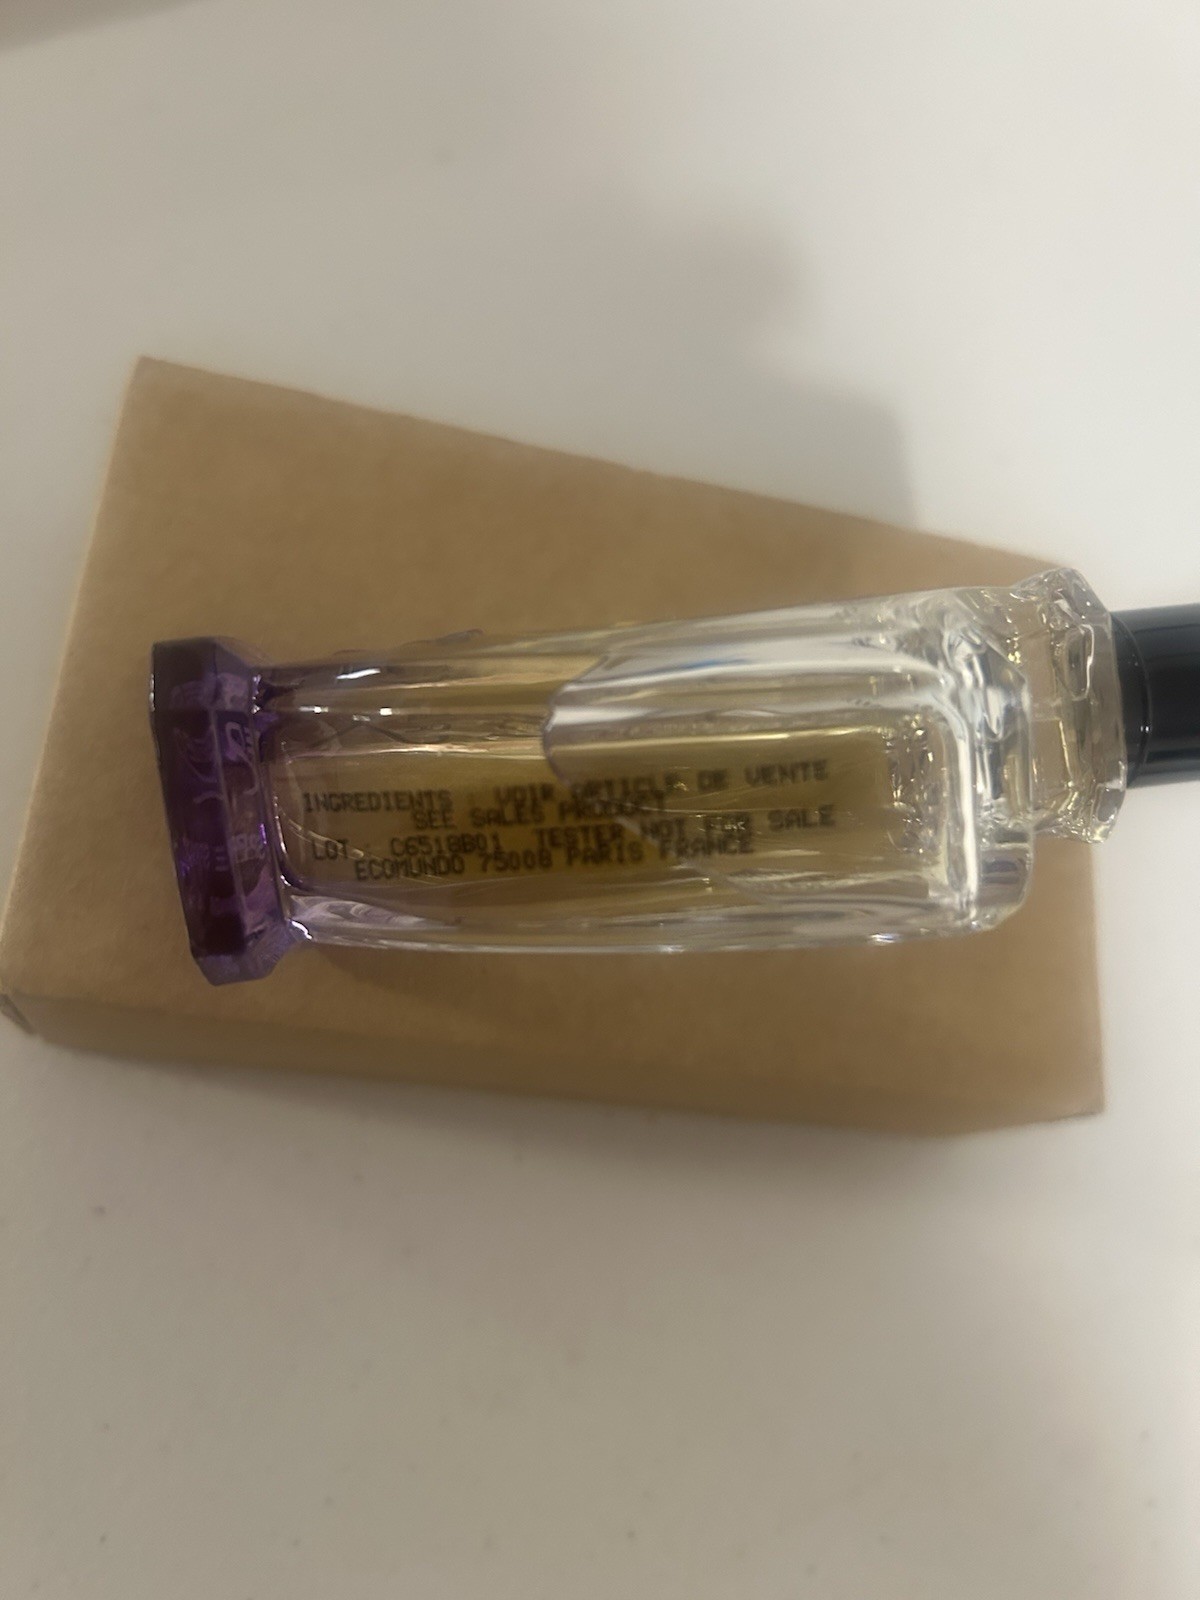 INGREDIENTS : VOIR ARTICLE DE VENTE
SEE SALES PRODUCT
LOT : C6518B01 TESTER NOT FOR SALE
ECOMUNDO 75008 PARIS FRANCE